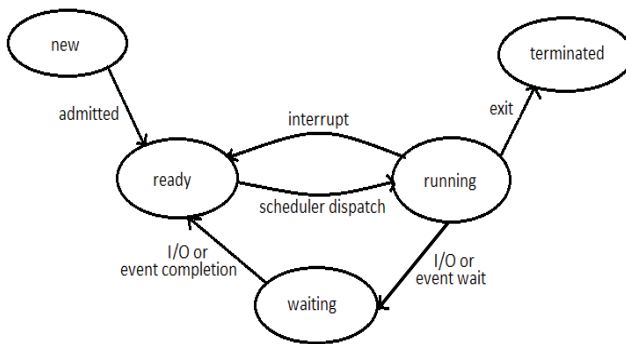 new
terminated
admitted
interrupt
exit
ready
running
scheduler dispatch
I/O or
event completion
I/O or
event wait
waiting